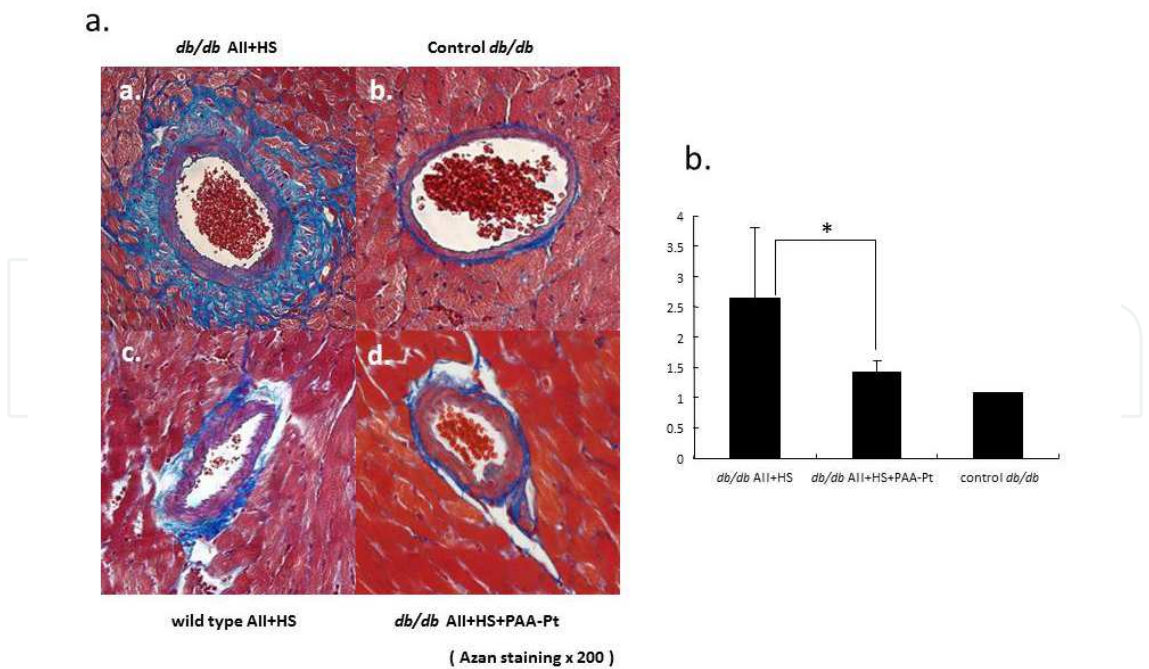 a.
db/db AII+HS
Control db/db
a.
b.
c.
d.
wild type AII+HS
db/db AII+HS+PAA-Pt
( Azan staining x 200 )
b.
4
3.5
3
2.5
2
1.5
1
0.5
0
*
db/db AII+HS
db/db AII+HS+PAA-Pt
control db/db